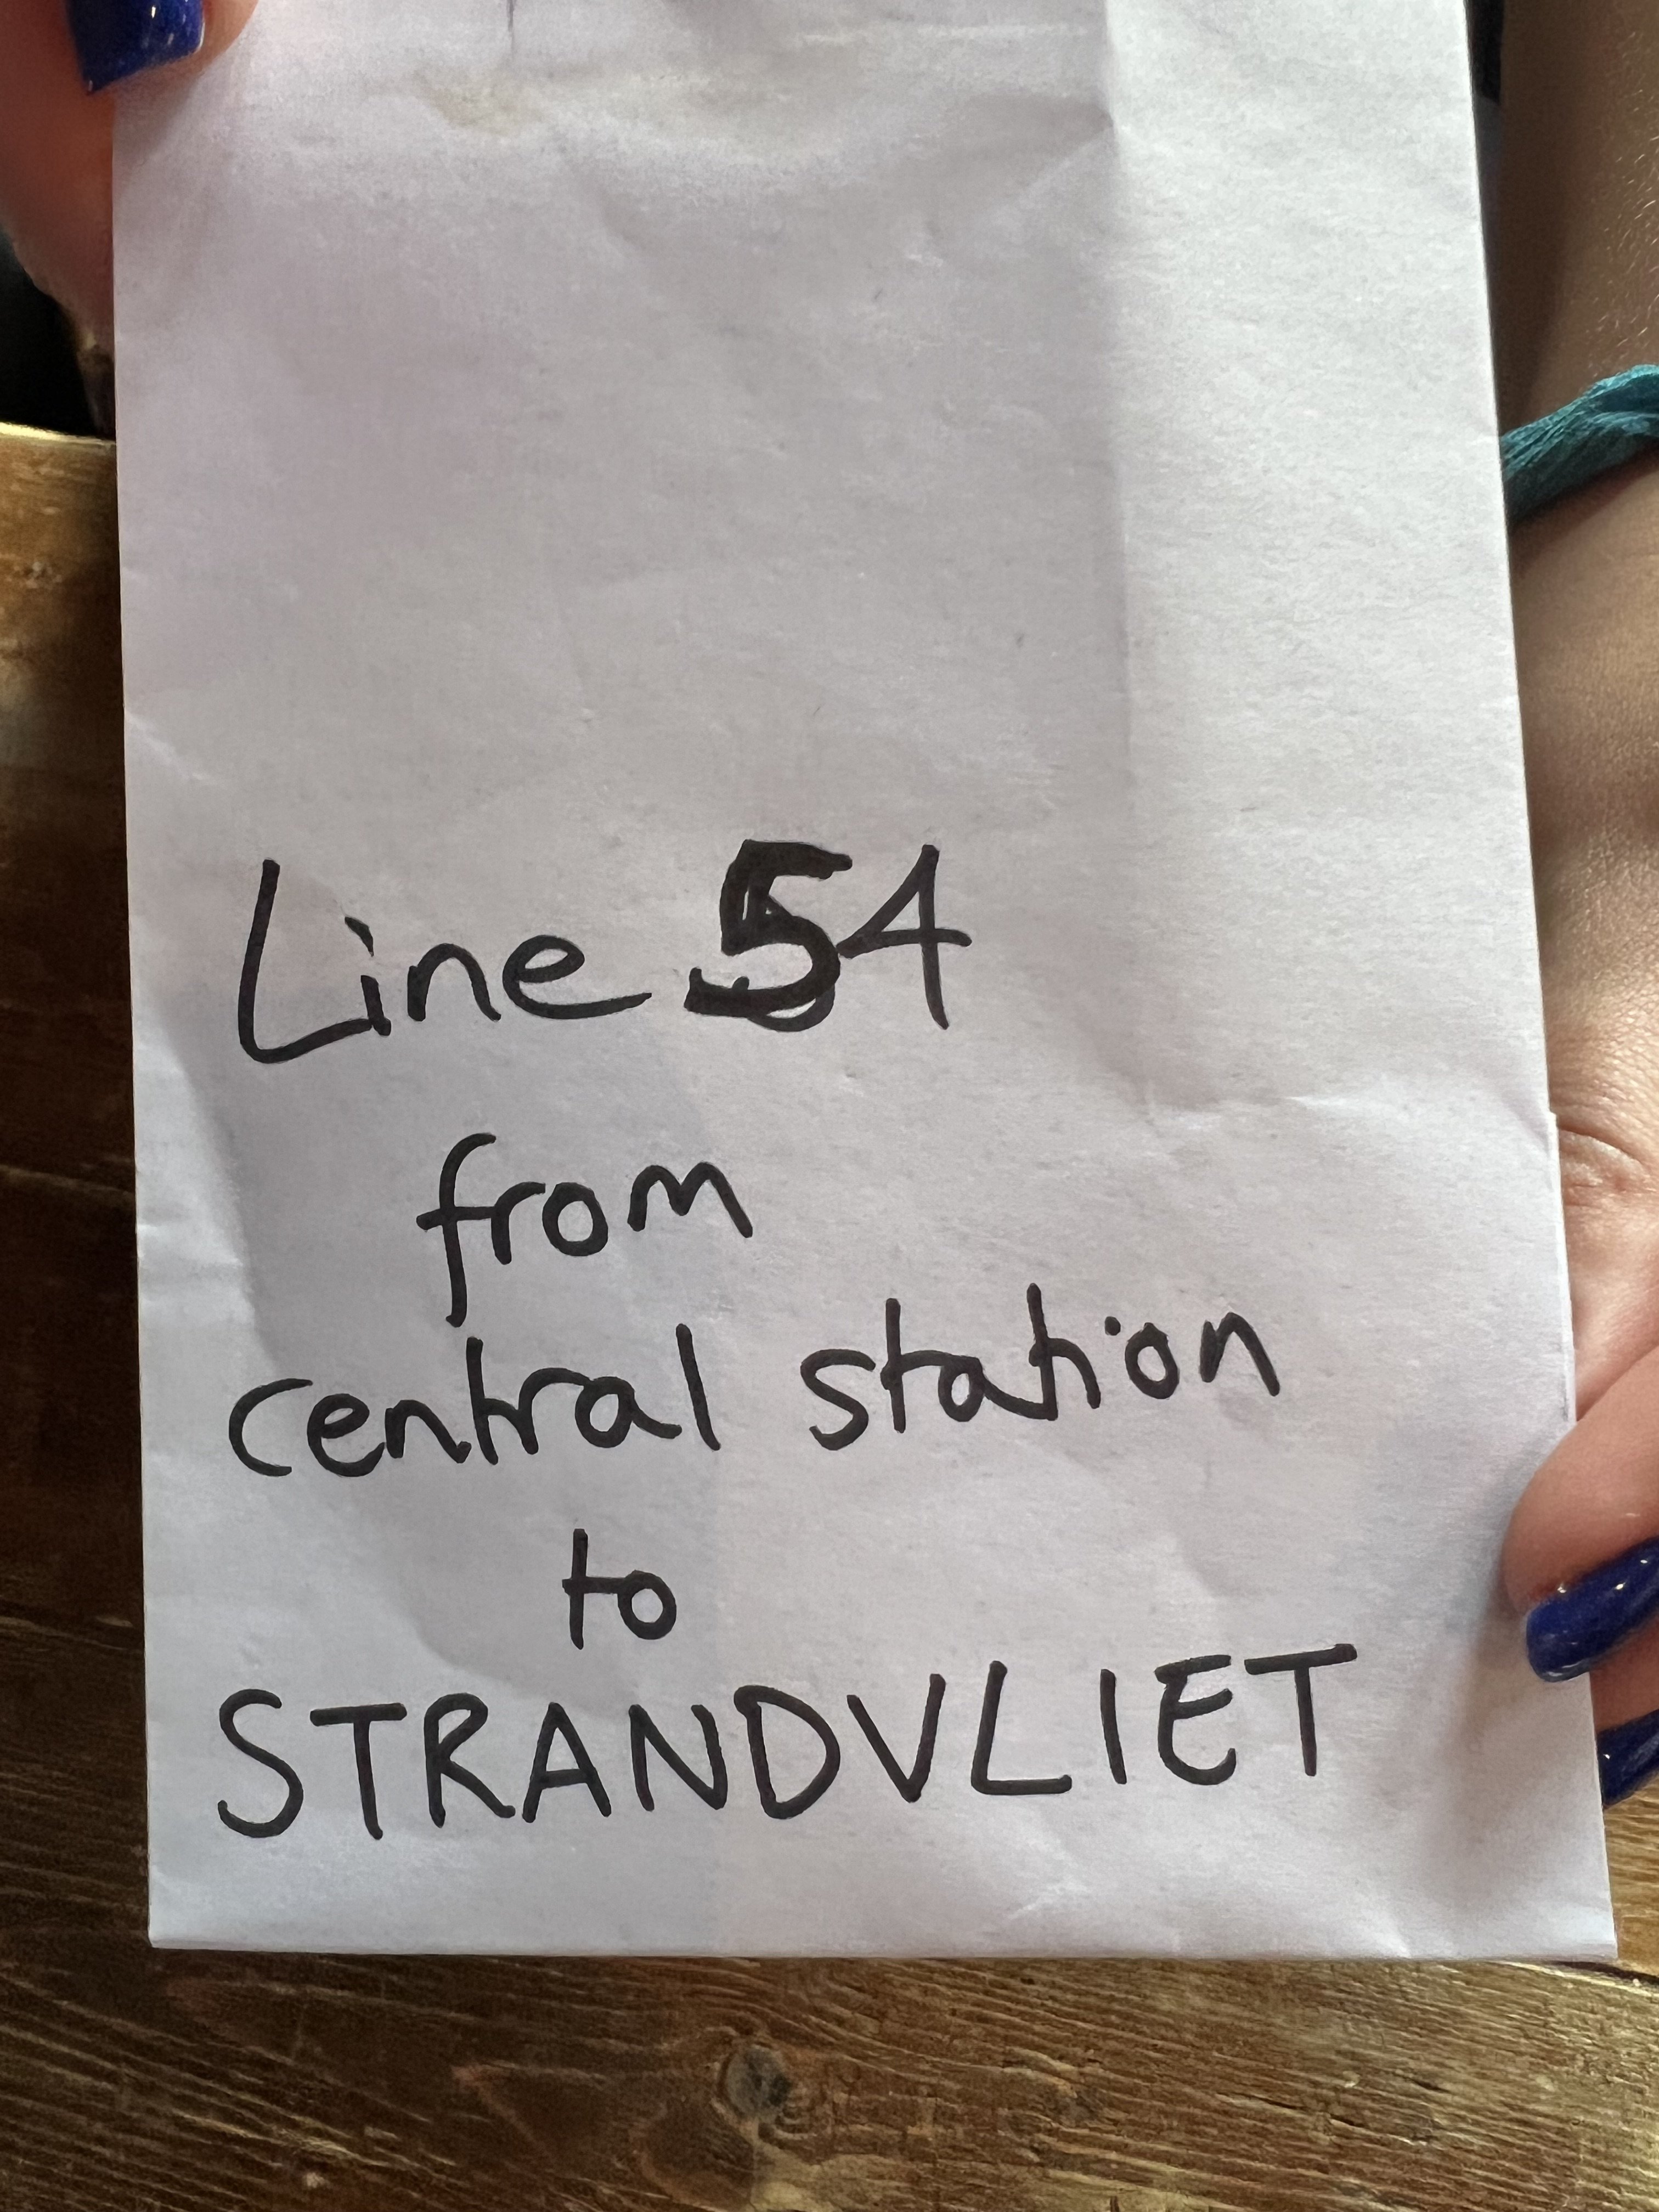 Line 54
from
central station
to
STRANDVLIET